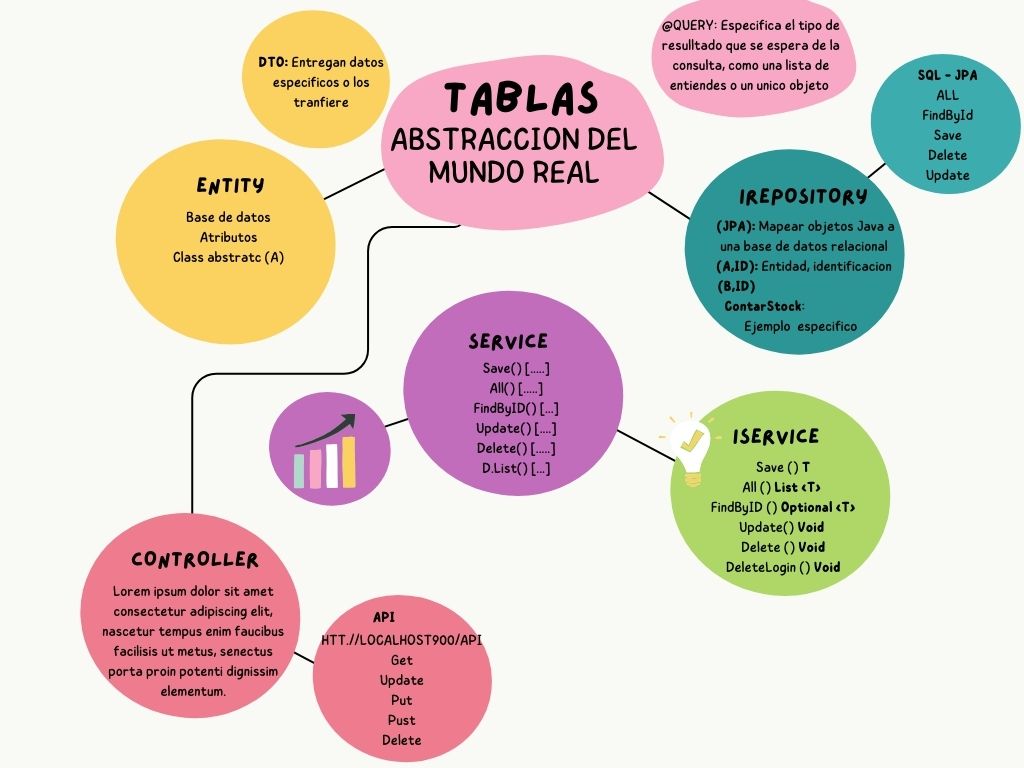 TABLAS
ABSTRACCION DEL
MUNDO REAL
DTO: Entregan datos
especificos o los
tranfiere
ENTITY
Base de datos
Atributos
Class abstratc (A)
CONTROLLER
Lorem ipsum dolor sit amet
consectetur adipiscing elit,
nascetur tempus enim faucibus
facilisis ut metus, senectus
porta proin potenti dignissim
elementum.
API
HTT.//LOCALHOST900/API
Get
Update
Put
Pust
Delete
SERVICE
Save() [.....]
All() [.....]
FindByID() [...]
Update() [....]
Delete() [.....]
D.List() [...]
ISERVICE
Save () T
All () List <T>
FindByID () Optional <T>
Update() Void
Delete () Void
DeleteLogin () Void
@QUERY: Especifica el tipo de
resulltado que se espera de la
consulta, como una lista de
entiendes o un unico objeto
IREPOSITORY
(JPA): Mapear objetos Java a
una base de datos relacional
(A,ID): Entidad, identificacion
(B,ID)
ContarStock:
Ejemplo especifico
SQL - JPA
ALL
FindById
Save
Delete
Update